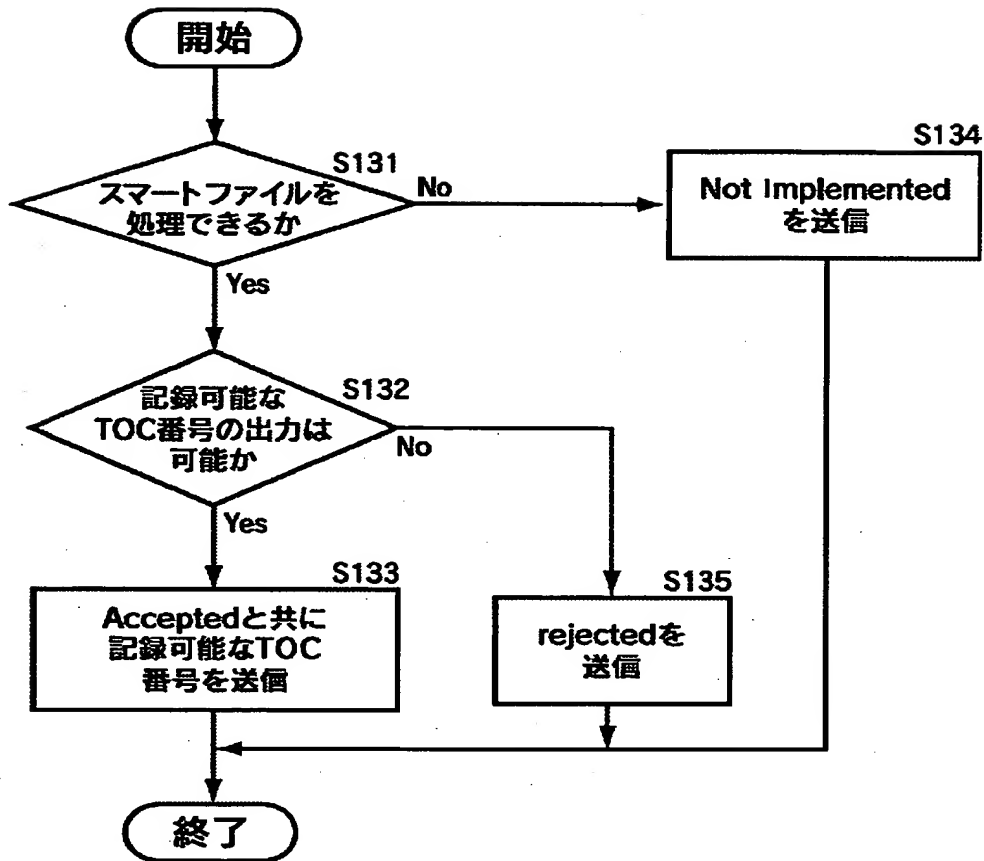 開始
S131
スマートファイルを
処理できるか
No
S134
Not Implemented
を送信
Yes
S132
記録可能な
TOC番号の出力は
可能か
No
Yes
S133
Acceptedと共に
記録可能なTOC
番号を送信
S135
rejectedを
送信
終了